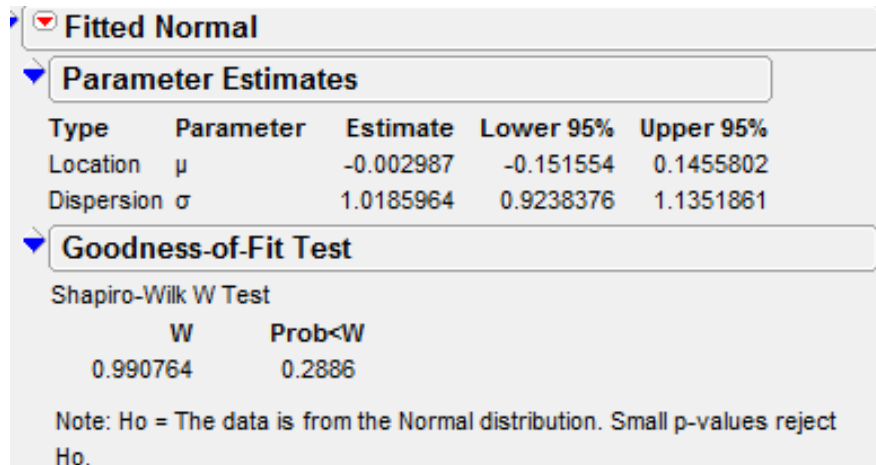 Fitted Normal
Parameter Estimates
Type Parameter Estimate Lower 95% Upper 95%
Location μ -0.002987 -0.151554 0.1455802
Dispersion σ 1.0185964 0.9238376 1.1351861
Goodness-of-Fit Test
Shapiro-Wilk W Test
W Prob<W
0.990764 0.2886
Note: Ho = The data is from the Normal distribution. Small p-values reject
Ho.